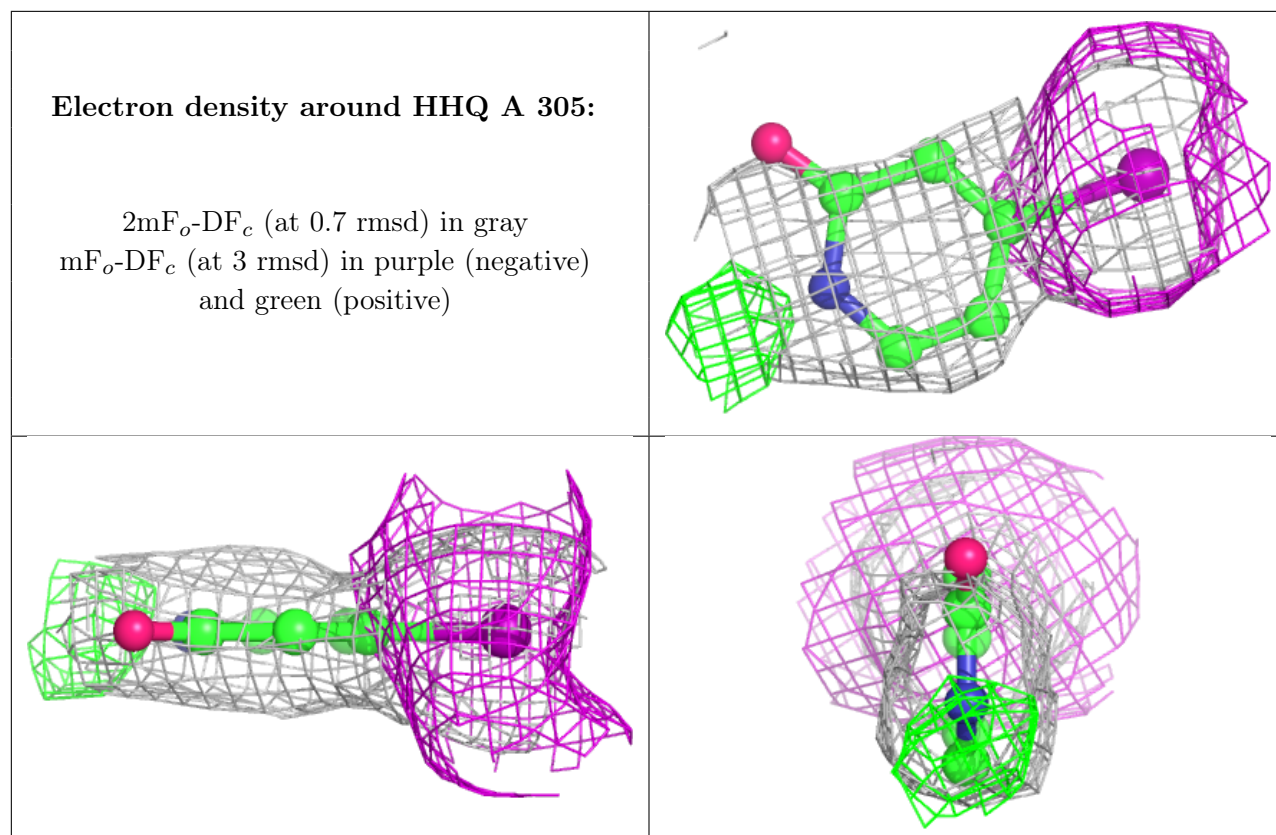 Electron density around HHQ A 305:
2mFo-DFc (at 0.7 rmsd) in gray
mFo-DFc (at 3 rmsd) in purple (negative)
and green (positive)